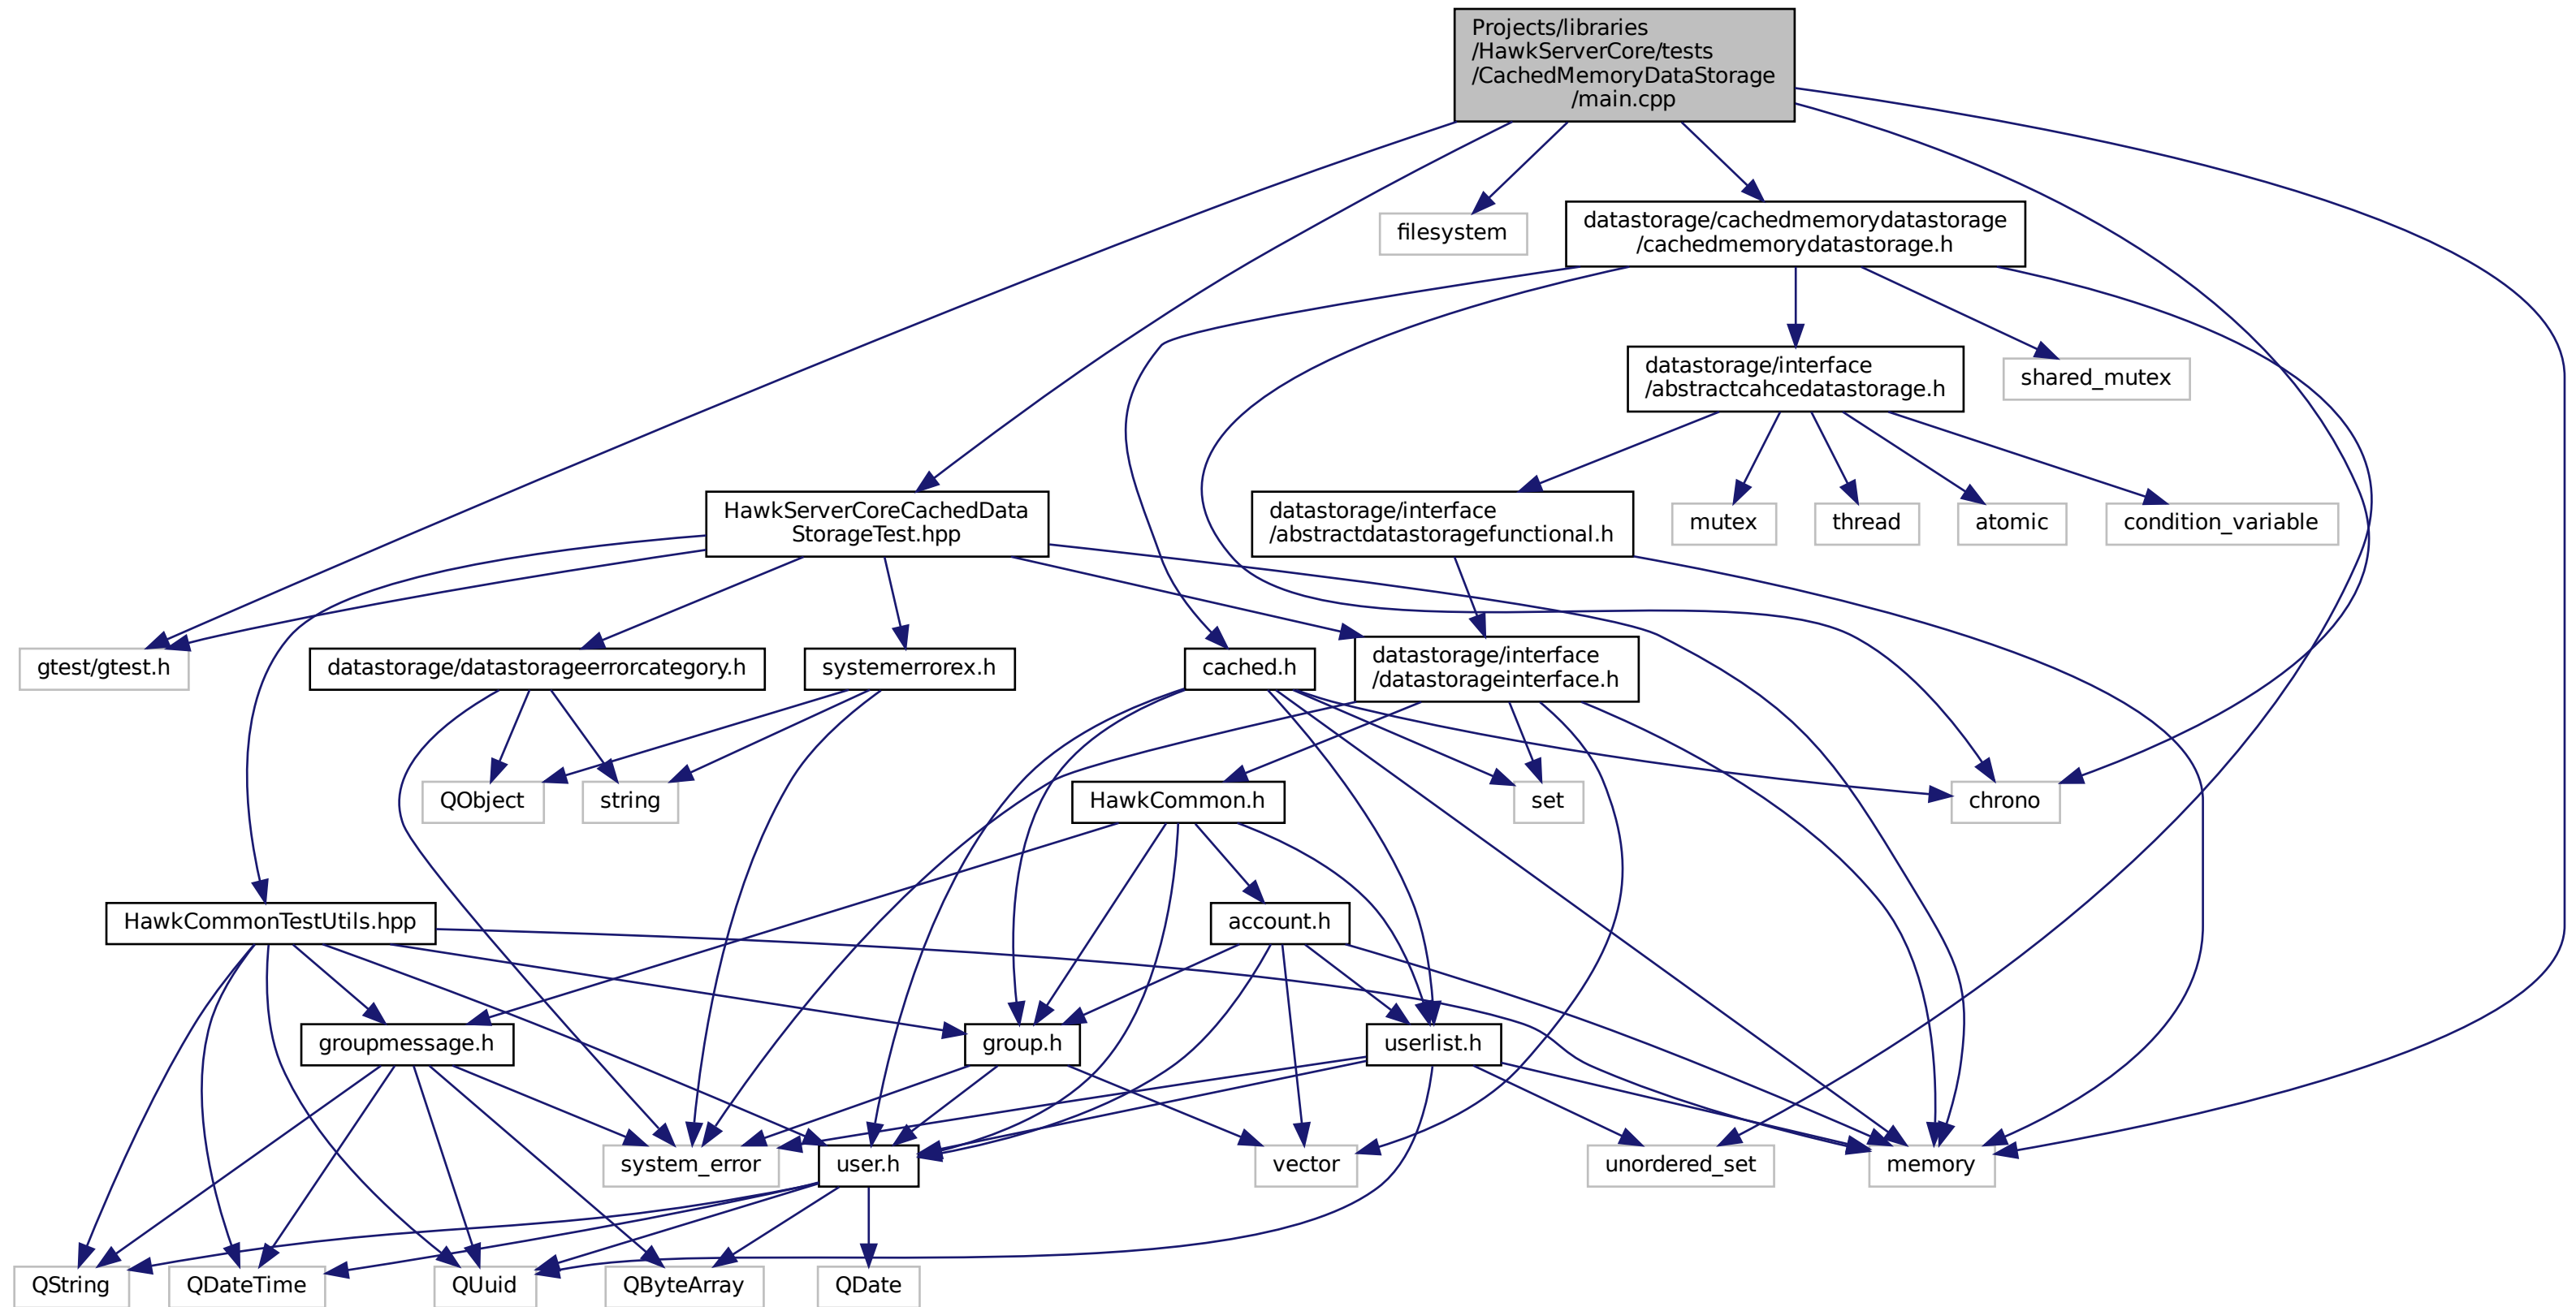 Projects/libraries
/HawkServerCore/tests
/CachedMemoryDataStorage
/main.cpp
filesystem
datastorage/cachedmemorydatastorage
/cachedmemorydatastorage.h
datastorage/interface
/abstractcahcedatastorage.h
shared_mutex
HawkServerCoreCachedData
StorageTest.hpp
datastorage/interface
/abstractdatastoragefunctional.h
mutex
thread
atomic
condition_variable
gtest/gtest.h
datastorage/datastorageerrorcategory.h
systemerrorex.h
cached.h
datastorage/interface
/datastorageinterface.h
QObject
string
HawkCommon.h
set
chrono
HawkCommonTestUtils.hpp
account.h
groupmessage.h
group.h
userlist.h
system_error
user.h
vector
unordered_set
memory
QString
QDateTime
QUuid
QByteArray
QDate